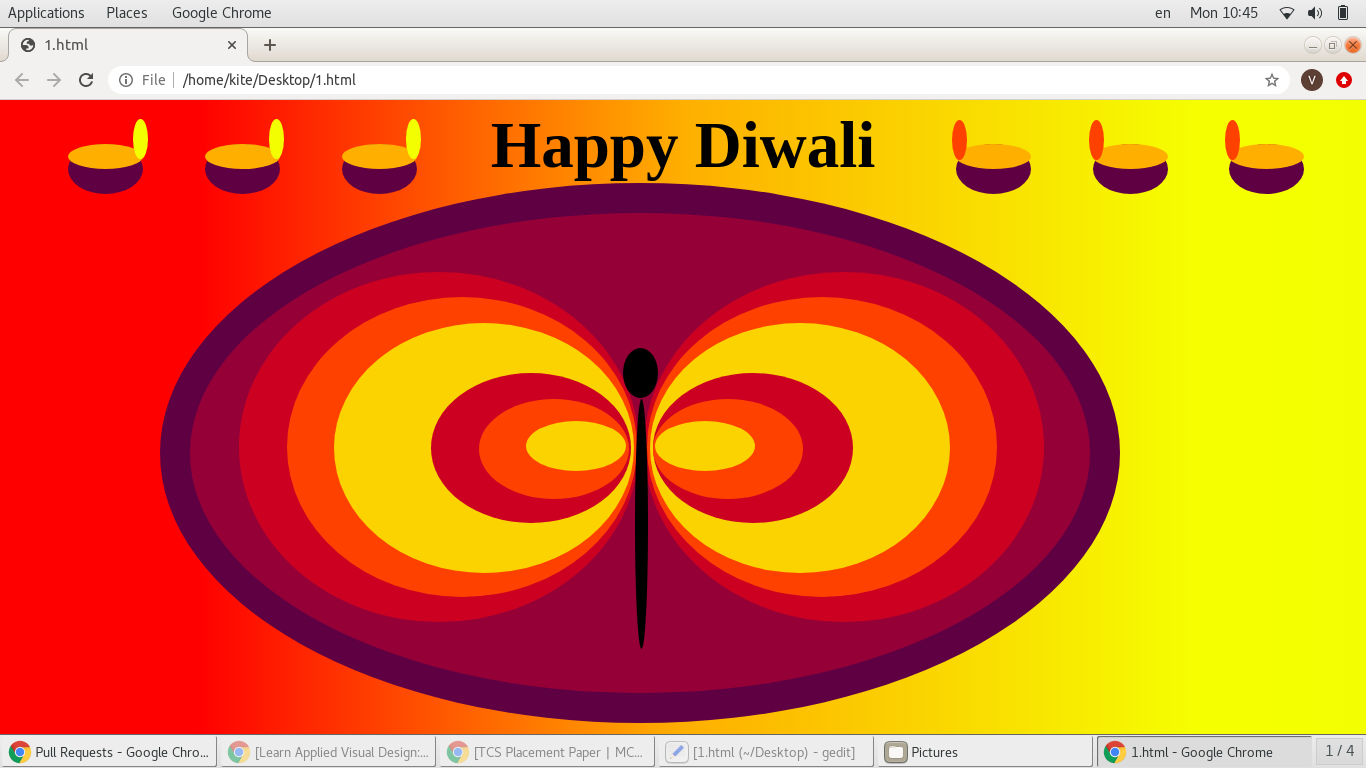 Applications Places Google Chrome en Mon 10:45
1.html
File /home/kite/Desktop/1.html V
Happy Diwali
Pull Requests - Google Chro... [Learn Applied Visual Design:... [TCS Placement Paper | MC... [1.html (~/Desktop) - gedit] Pictures 1.html - Google Chrome 1 / 4